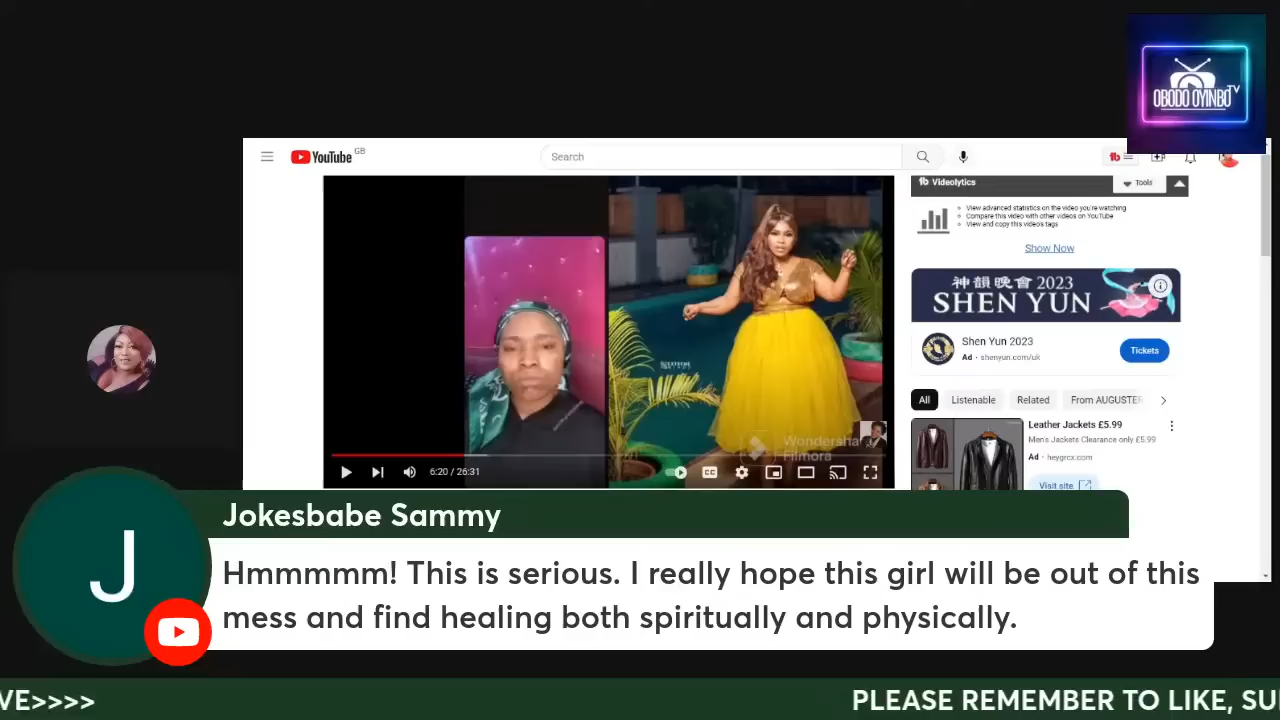 OBODO OYINBO TV
YouTube GB
Search
tb
tb Videolytics
Tools
View advanced statistics on the video you're watching
Compare this video with other videos on YouTube
View and copy this video's tags
Show Now
神韻晚會 2023
SHEN YUN
Shen Yun 2023
Ad · shenyun.com/uk
Tickets
All
Listenable
Related
From AUGUSTER
Leather Jackets £5.99
Men's Jackets Clearance only £5.99
Ad · heygrcx.com
Visit site
Wondersha
Filmora
6:20 / 26:31
CC
J
Jokesbabe Sammy
Hmmmmm! This is serious. I really hope this girl will be out of this
mess and find healing both spiritually and physically.
VE>>>>
PLEASE REMEMBER TO LIKE, SU